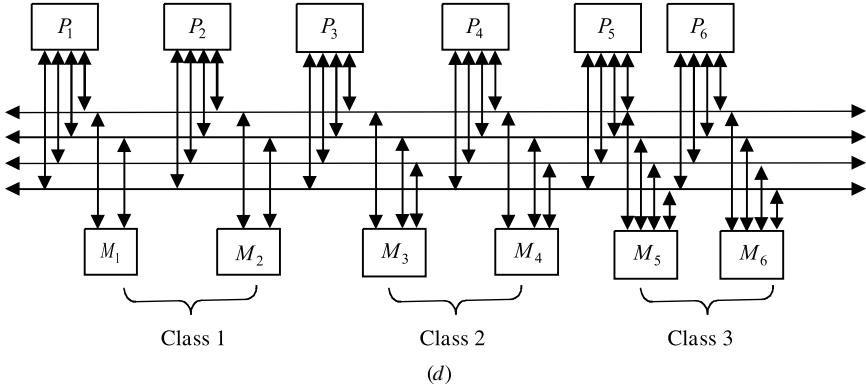 P₁ P₂ P₃ P₄ P₅ P₆
M₁ M₂ M₃ M₄ M₅ M₆
Class 1 Class 2 Class 3
(d)